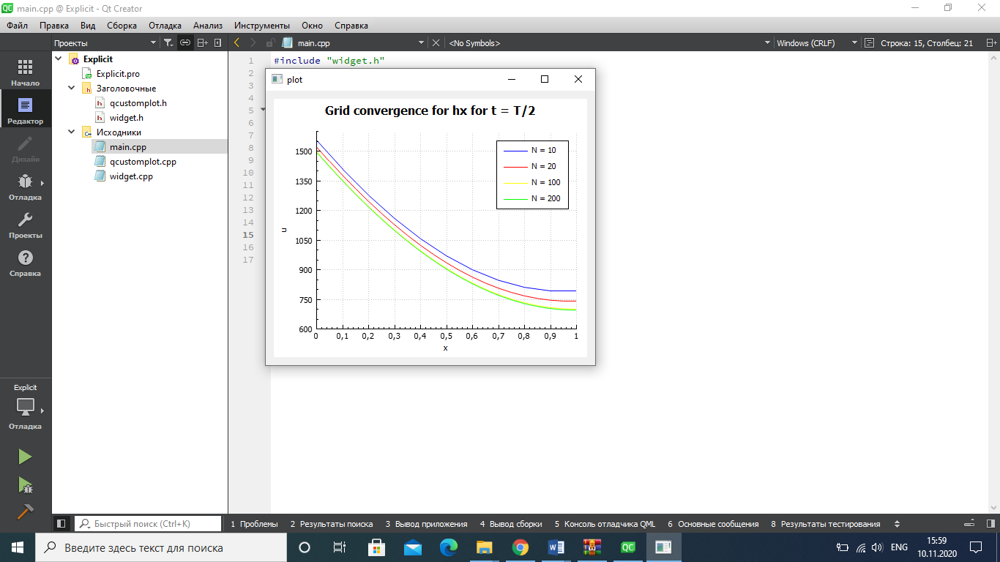 main.cpp @ Explicit - Qt Creator
Файл Правка Вид Сборка Отладка Анализ Инструменты Окно Справка
Проекты
main.cpp
<No Symbols>
Windows (CRLF)
Строка: 15, Столбец: 21
Начало
Редактор
Дизайн
Отладка
Проекты
Справка
Explicit
Отладка
Explicit
Explicit.pro
Заголовочные
qcustomplot.h
widget.h
Исходники
main.cpp
qcustomplot.cpp
widget.cpp
1 #include "widget.h"
2
3
4
5
6
7
8
9
10
11
12
13
14
15
16
17
plot
Grid convergence for hx for t = T/2
N = 10
N = 20
N = 100
N = 200
u
1500
1350
1200
1050
900
750
600
0 0,1 0,2 0,3 0,4 0,5 0,6 0,7 0,8 0,9 1
x
Быстрый поиск (Ctrl+K)
1 Проблемы 2 Результаты поиска 3 Вывод приложения 4 Вывод сборки 5 Консоль отладчика QML 6 Основные сообщения 8 Результаты тестирования
Введите здесь текст для поиска
ENG
15:59
10.11.2020